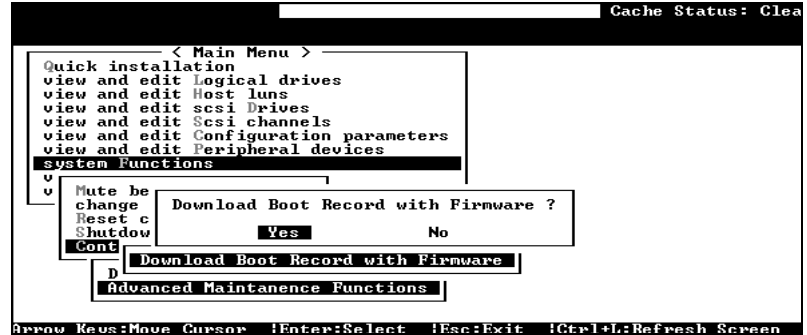 Cache Status: Clea
< Main Menu >
Quick installation
view and edit Logical drives
view and edit Host luns
view and edit scsi Drives
view and edit Scsi channels
view and edit Configuration parameters
view and edit Peripheral devices
system Functions
v
v
Mute be
change
Reset c
Shutdow
Cont
Download Boot Record with Firmware ?
Yes No
Download Boot Record with Firmware
D
Advanced Maintanence Functions
Arrow Keys:Move Cursor |Enter:Select |Esc:Exit |Ctrl+L:Refresh Screen